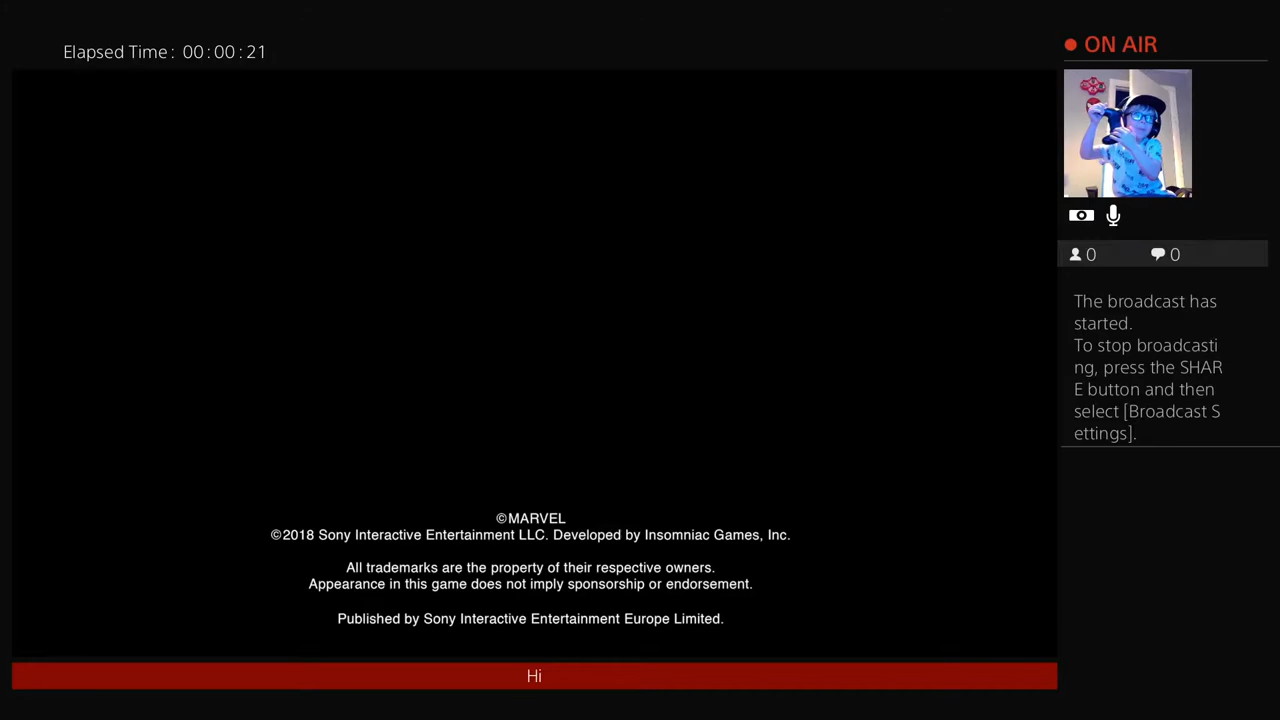 Elapsed Time: 00:00:21
ON AIR
0 0
The broadcast has
started.
To stop broadcasti
ng, press the SHAR
E button and then
select [Broadcast S
ettings].
©MARVEL
©2018 Sony Interactive Entertainment LLC. Developed by Insomniac Games, Inc.
All trademarks are the property of their respective owners.
Appearance in this game does not imply sponsorship or endorsement.
Published by Sony Interactive Entertainment Europe Limited.
Hi